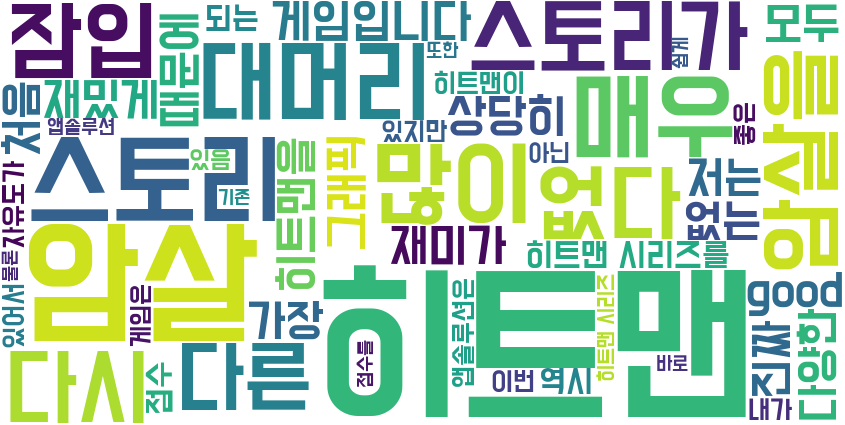 잠입
되는
게임입니다
스토리가
모두
때문에
대머리
또한
쉽게
을
처음
재밌게
히트맨이
매우
앱솔루션
상당히
있지만
좋은
스토리
있음
히트맨을
그래픽
많이
아닌
없다
저는
살인
기존
없는
자유도가
물론
암살
재미가
히트맨 시리즈를
있어서
게임은
가장
히트맨
앱솔루션은
히트맨 시리즈
good
진짜
다양한
다시
점수
다른
점수를
이번
역시
바로
내가